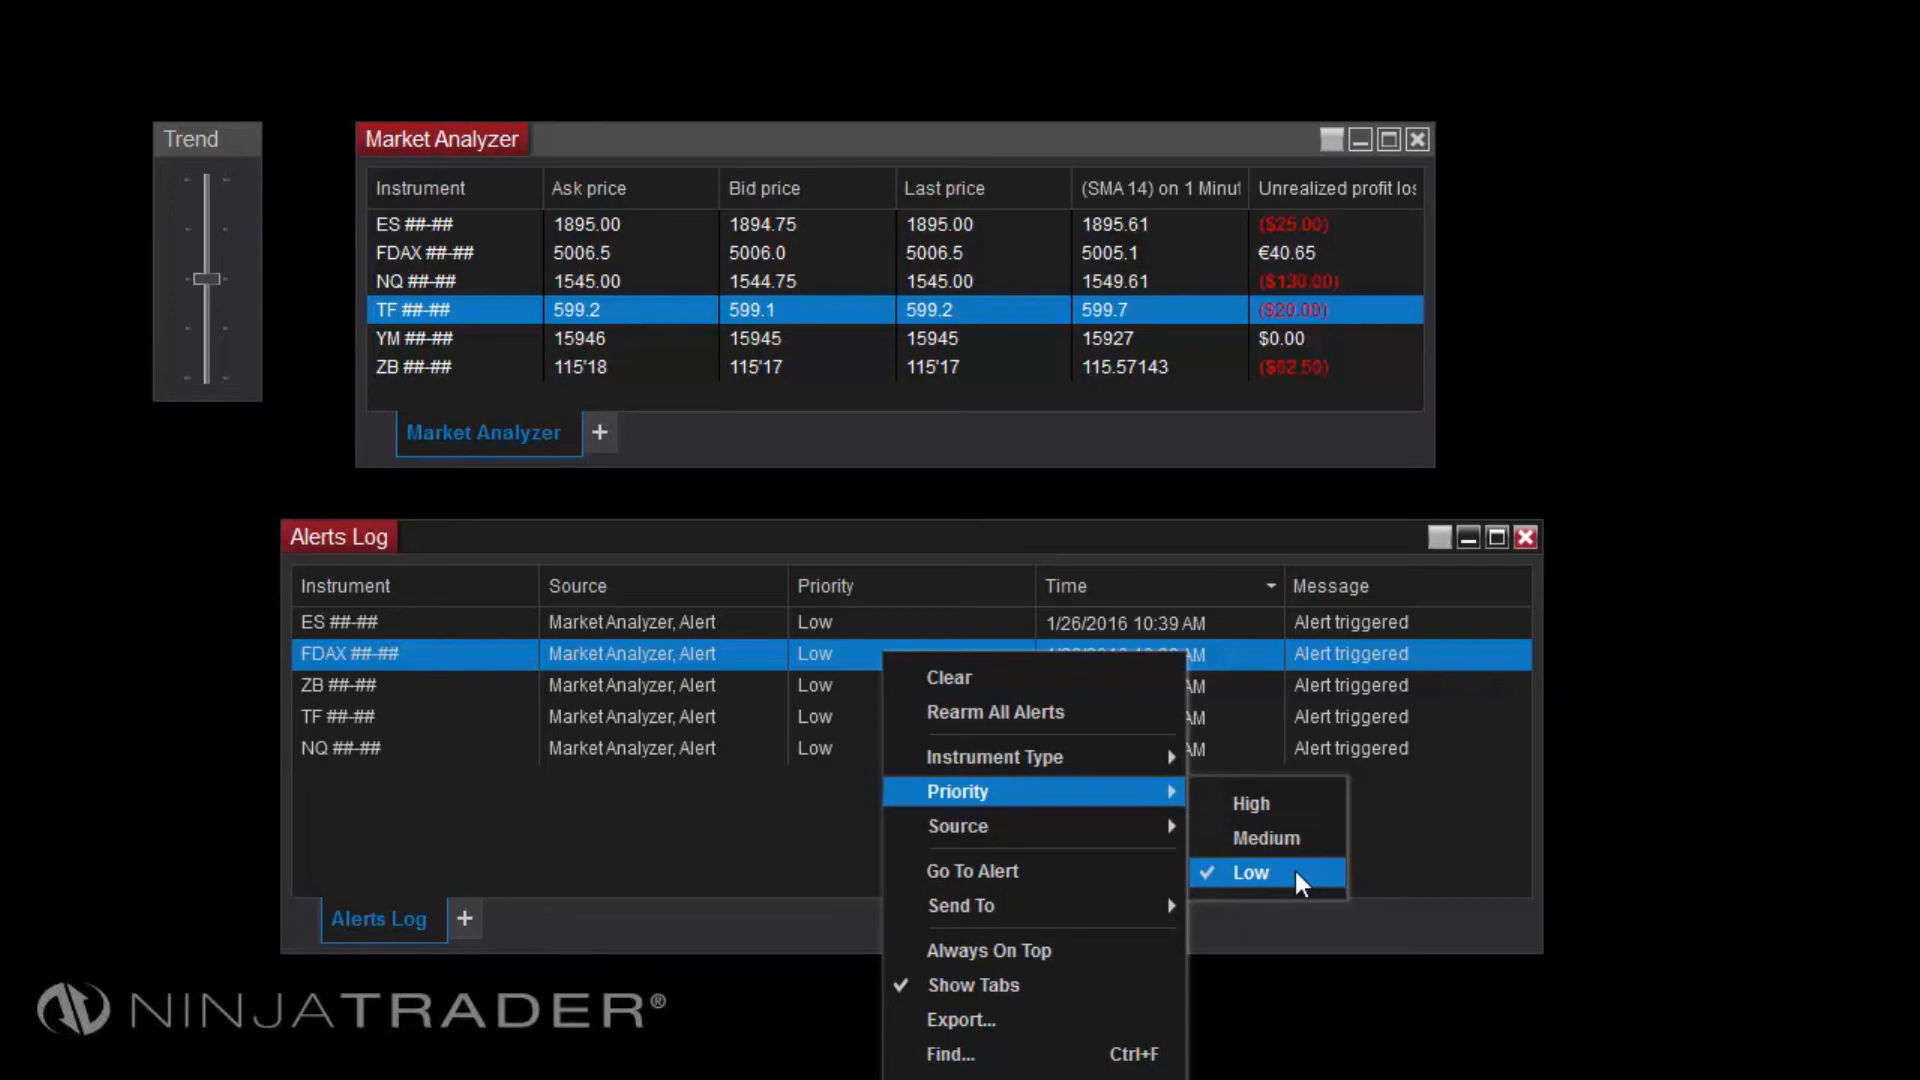 Trend
Market Analyzer
Instrument Ask price Bid price Last price (SMA 14) on 1 Minut Unrealized profit los
ES ##-## 1895.00 1894.75 1895.00 1895.61 ($25.00)
FDAX ##-## 5006.5 5006.0 5006.5 5005.1 €40.65
NQ ##-## 1545.00 1544.75 1545.00 1549.61 ($130.00)
TF ##-## 599.2 599.1 599.2 599.7 ($20.00)
YM ##-## 15946 15945 15945 15927 $0.00
ZB ##-## 115'18 115'17 115'17 115.57143 ($62.50)
Market Analyzer +
Alerts Log
Instrument Source Priority Time Message
ES ##-## Market Analyzer, Alert Low 1/26/2016 10:39 AM Alert triggered
FDAX ##-## Market Analyzer, Alert Low AM Alert triggered
ZB ##-## Market Analyzer, Alert Low AM Alert triggered
TF ##-## Market Analyzer, Alert Low AM Alert triggered
NQ ##-## Market Analyzer, Alert Low AM Alert triggered
Clear
Rearm All Alerts
Instrument Type
Priority
Source
Go To Alert
Send To
Always On Top
Show Tabs
Export...
Find... Ctrl+F
High
Medium
Low
Alerts Log +
NINJATRADER®